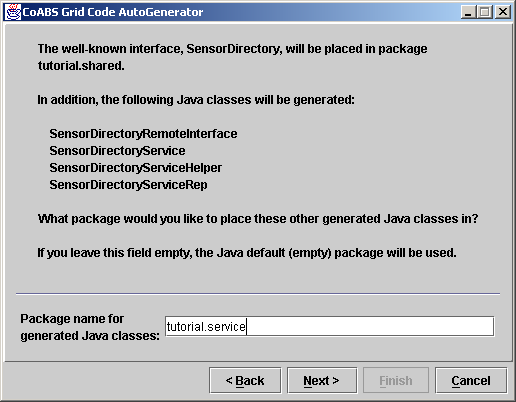 CoABS Grid Code AutoGenerator
The well-known interface, SensorDirectory, will be placed in package
tutorial.shared.
In addition, the following Java classes will be generated:
SensorDirectoryRemoteInterface
SensorDirectoryService
SensorDirectoryServiceHelper
SensorDirectoryServiceRep
What package would you like to place these other generated Java classes in?
If you leave this field empty, the Java default (empty) package will be used.
Package name for
generated Java classes: tutorial.service
< Back Next > Finish Cancel